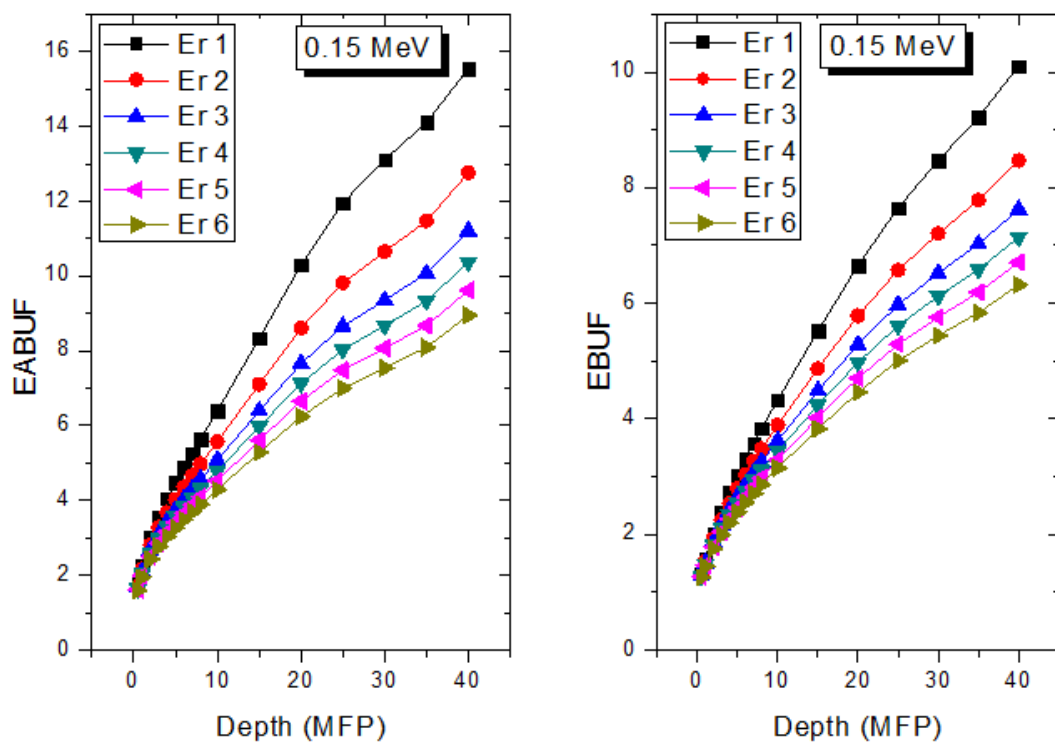 EABUF
16
14
12
10
8
6
4
2
0
0 10 20 30 40
Depth (MFP)
Er 1
Er 2
Er 3
Er 4
Er 5
Er 6
0.15 MeV
EBUF
10
8
6
4
2
0
0 10 20 30 40
Depth (MFP)
Er 1
Er 2
Er 3
Er 4
Er 5
Er 6
0.15 MeV